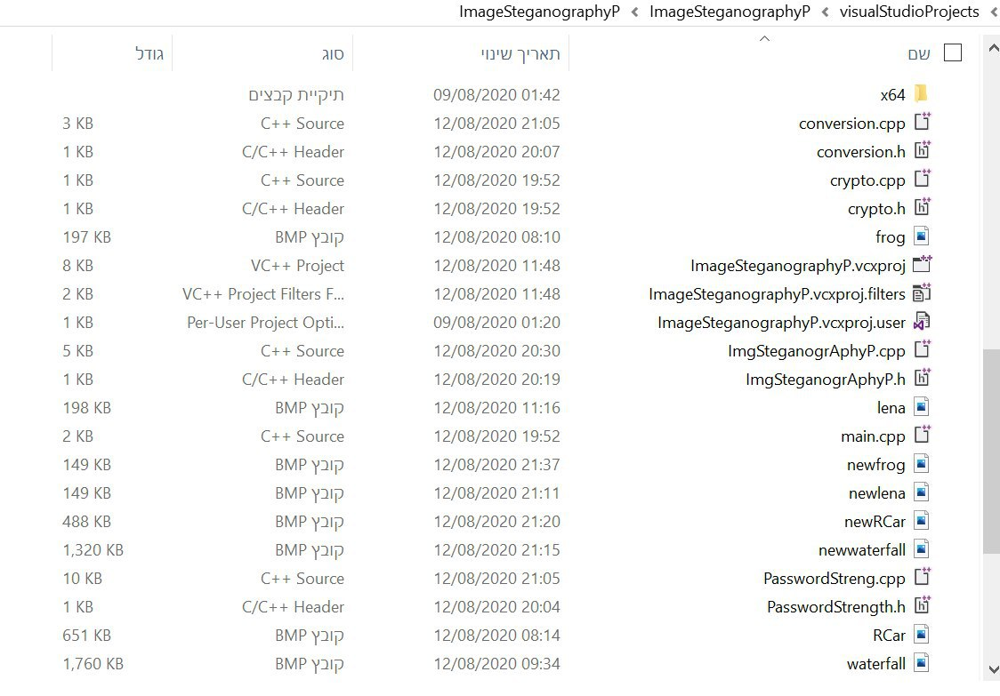 visualStudioProjects ‹ ImageSteganographyP ‹ ImageSteganographyP
שם תאריך שינוי סוג גודל
x64 09/08/2020 01:42 תיקיית קבצים
conversion.cpp 12/08/2020 21:05 C++ Source 3 KB
conversion.h 12/08/2020 20:07 C/C++ Header 1 KB
crypto.cpp 12/08/2020 19:52 C++ Source 1 KB
crypto.h 12/08/2020 19:52 C/C++ Header 1 KB
frog 12/08/2020 08:10 קובץ BMP 197 KB
ImageSteganographyP.vcxproj 12/08/2020 11:48 VC++ Project 8 KB
ImageSteganographyP.vcxproj.filters 12/08/2020 11:48 VC++ Project Filters F... 2 KB
ImageSteganographyP.vcxproj.user 09/08/2020 01:20 Per-User Project Opti... 1 KB
ImgSteganogrAphyP.cpp 12/08/2020 20:30 C++ Source 5 KB
ImgSteganogrAphyP.h 12/08/2020 20:19 C/C++ Header 1 KB
lena 12/08/2020 11:16 קובץ BMP 198 KB
main.cpp 12/08/2020 19:52 C++ Source 2 KB
newfrog 12/08/2020 21:37 קובץ BMP 149 KB
newlena 12/08/2020 21:11 קובץ BMP 149 KB
newRCar 12/08/2020 21:20 קובץ BMP 488 KB
newwaterfall 12/08/2020 21:15 קובץ BMP 1,320 KB
PasswordStreng.cpp 12/08/2020 21:05 C++ Source 10 KB
PasswordStrength.h 12/08/2020 20:04 C/C++ Header 1 KB
RCar 12/08/2020 08:14 קובץ BMP 651 KB
waterfall 12/08/2020 09:34 קובץ BMP 1,760 KB